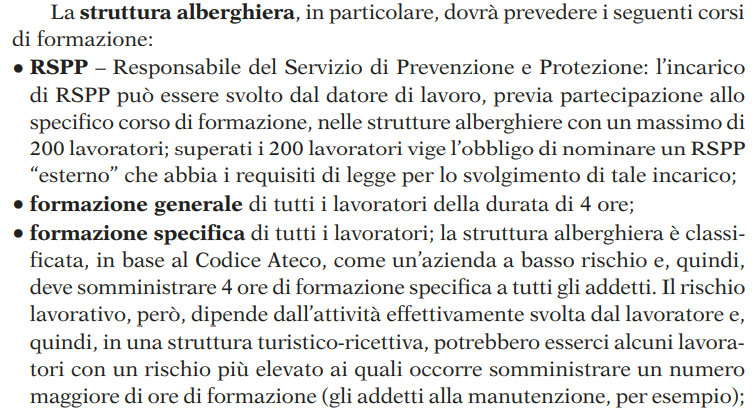 La struttura alberghiera, in particolare, dovrà prevedere i seguenti corsi
di formazione:
• RSPP – Responsabile del Servizio di Prevenzione e Protezione: l’incarico
di RSPP può essere svolto dal datore di lavoro, previa partecipazione allo
specifico corso di formazione, nelle strutture alberghiere con un massimo di
200 lavoratori; superati i 200 lavoratori vige l’obbligo di nominare un RSPP
“esterno” che abbia i requisiti di legge per lo svolgimento di tale incarico;
• formazione generale di tutti i lavoratori della durata di 4 ore;
• formazione specifica di tutti i lavoratori; la struttura alberghiera è classi-
ficata, in base al Codice Ateco, come un’azienda a basso rischio e, quindi,
deve somministrare 4 ore di formazione specifica a tutti gli addetti. Il rischio
lavorativo, però, dipende dall’attività effettivamente svolta dal lavoratore e,
quindi, in una struttura turistico-ricettiva, potrebbero esserci alcuni lavora-
tori con un rischio più elevato ai quali occorre somministrare un numero
maggiore di ore di formazione (gli addetti alla manutenzione, per esempio);